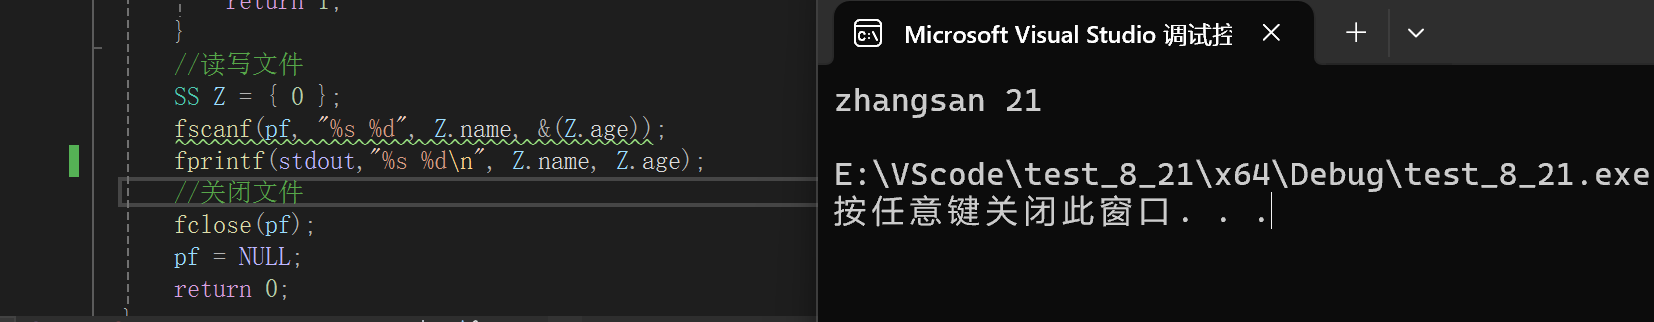 return 1;
}
//读写文件
SS Z = { 0 };
fscanf(pf, "%s %d", Z.name, &(Z.age));
fprintf(stdout,"%s %d\n", Z.name, Z.age);
//关闭文件
fclose(pf);
pf = NULL;
return 0;
}
Microsoft Visual Studio 调试控
zhangsan 21
E:\VScode\test_8_21\x64\Debug\test_8_21.exe
按任意键关闭此窗口. . .